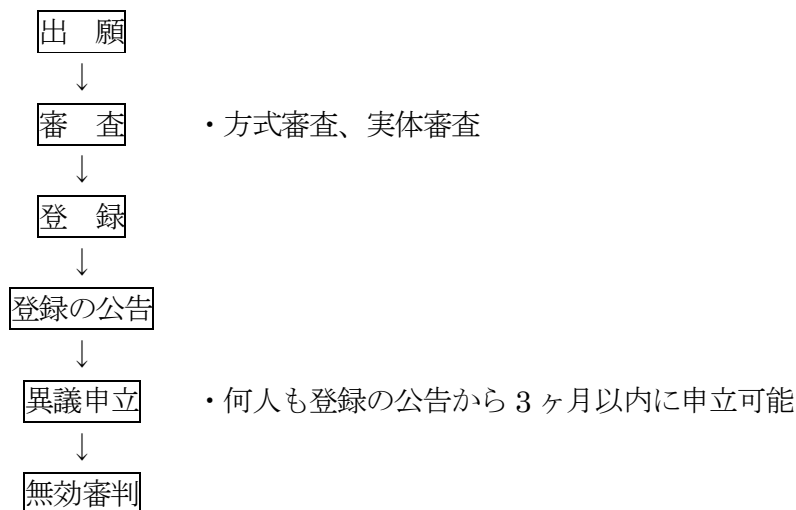 出　願
↓
審　査　・方式審査、実体審査
↓
登　録
↓
登録の公告
↓
異議申立　・何人も登録の公告から 3 ヶ月以内に申立可能
↓
無効審判